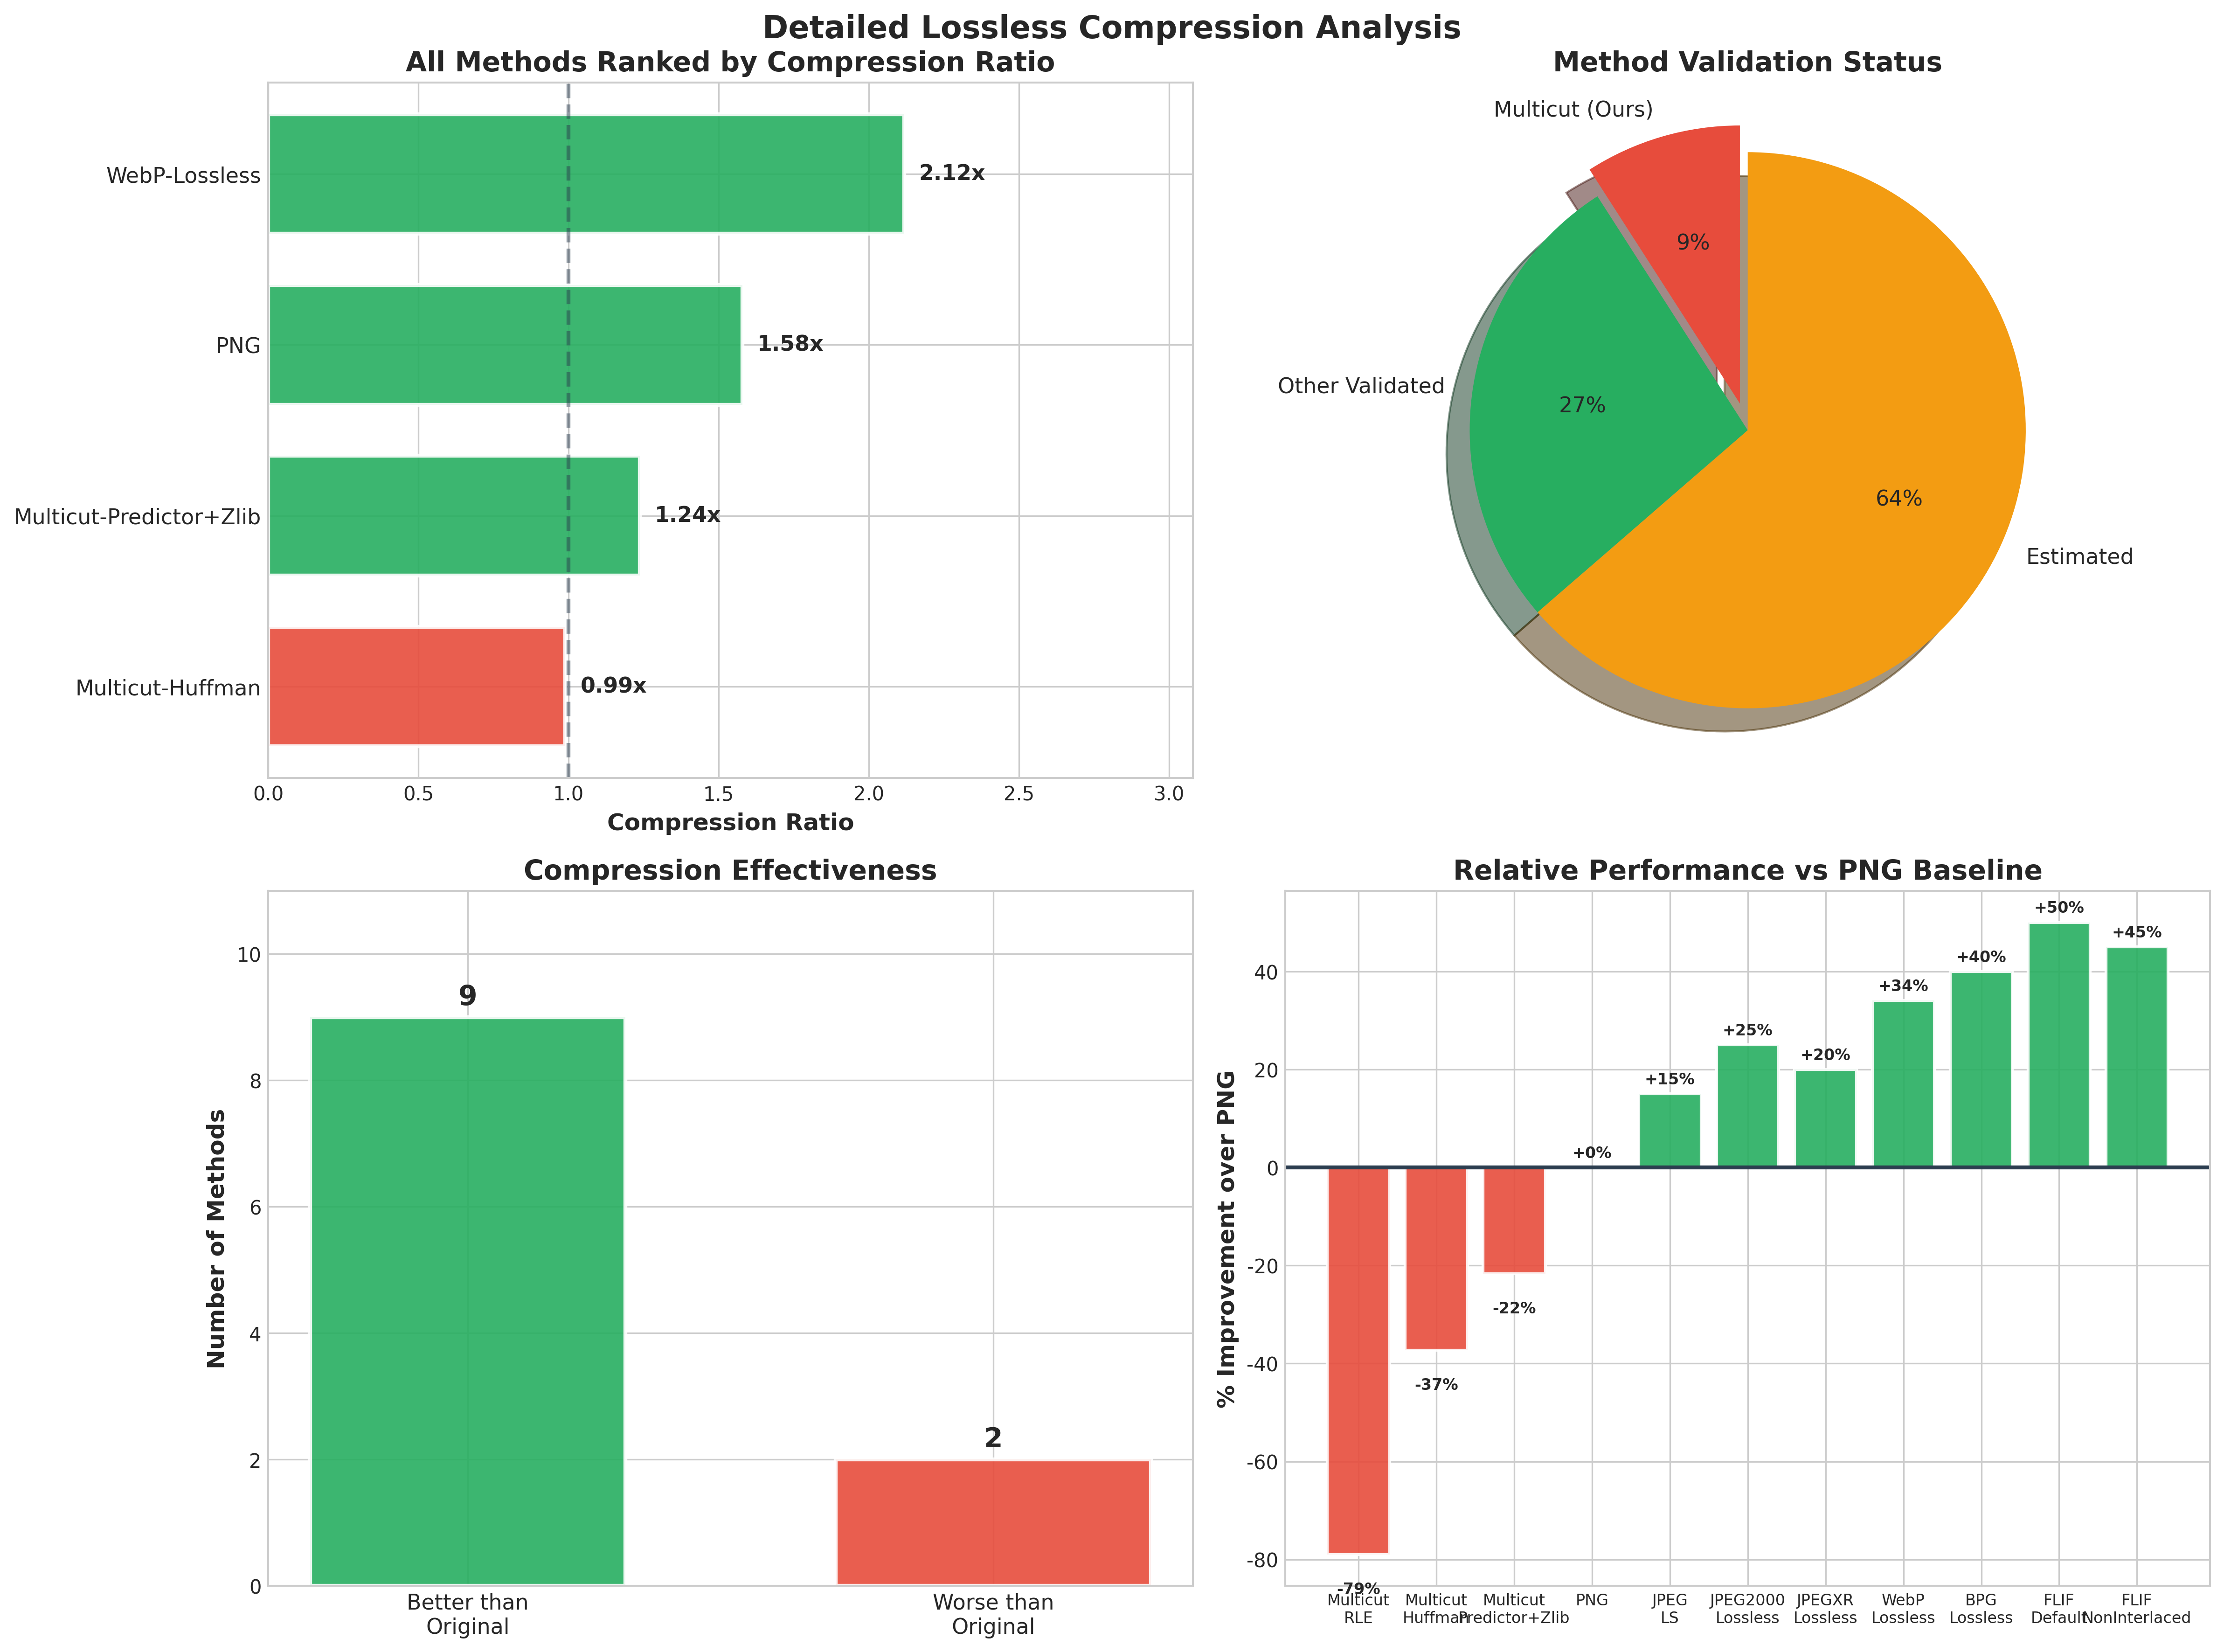 Detailed Lossless Compression Analysis
All Methods Ranked by Compression Ratio
WebP-Lossless
2.12x
PNG
1.58x
Multicut-Predictor+Zlib
1.24x
Multicut-Huffman
0.99x
0.0 0.5 1.0 1.5 2.0 2.5 3.0
Compression Ratio
Method Validation Status
Multicut (Ours)
9%
Other Validated
27%
64%
Estimated
Compression Effectiveness
Number of Methods
10
8
6
4
2
0
9
2
Better than
Original
Worse than
Original
Relative Performance vs PNG Baseline
% Improvement over PNG
40
20
0
-20
-40
-60
-80
-79%
-37%
-22%
+0%
+15%
+25%
+20%
+34%
+40%
+50%
+45%
Multicut
RLE
Multicut
Huffman
Multicut
Predictor+Zlib
PNG
JPEG
LS
JPEG2000
Lossless
JPEGXR
Lossless
WebP
Lossless
BPG
Lossless
FLIF
Default
FLIF
NonInterlaced